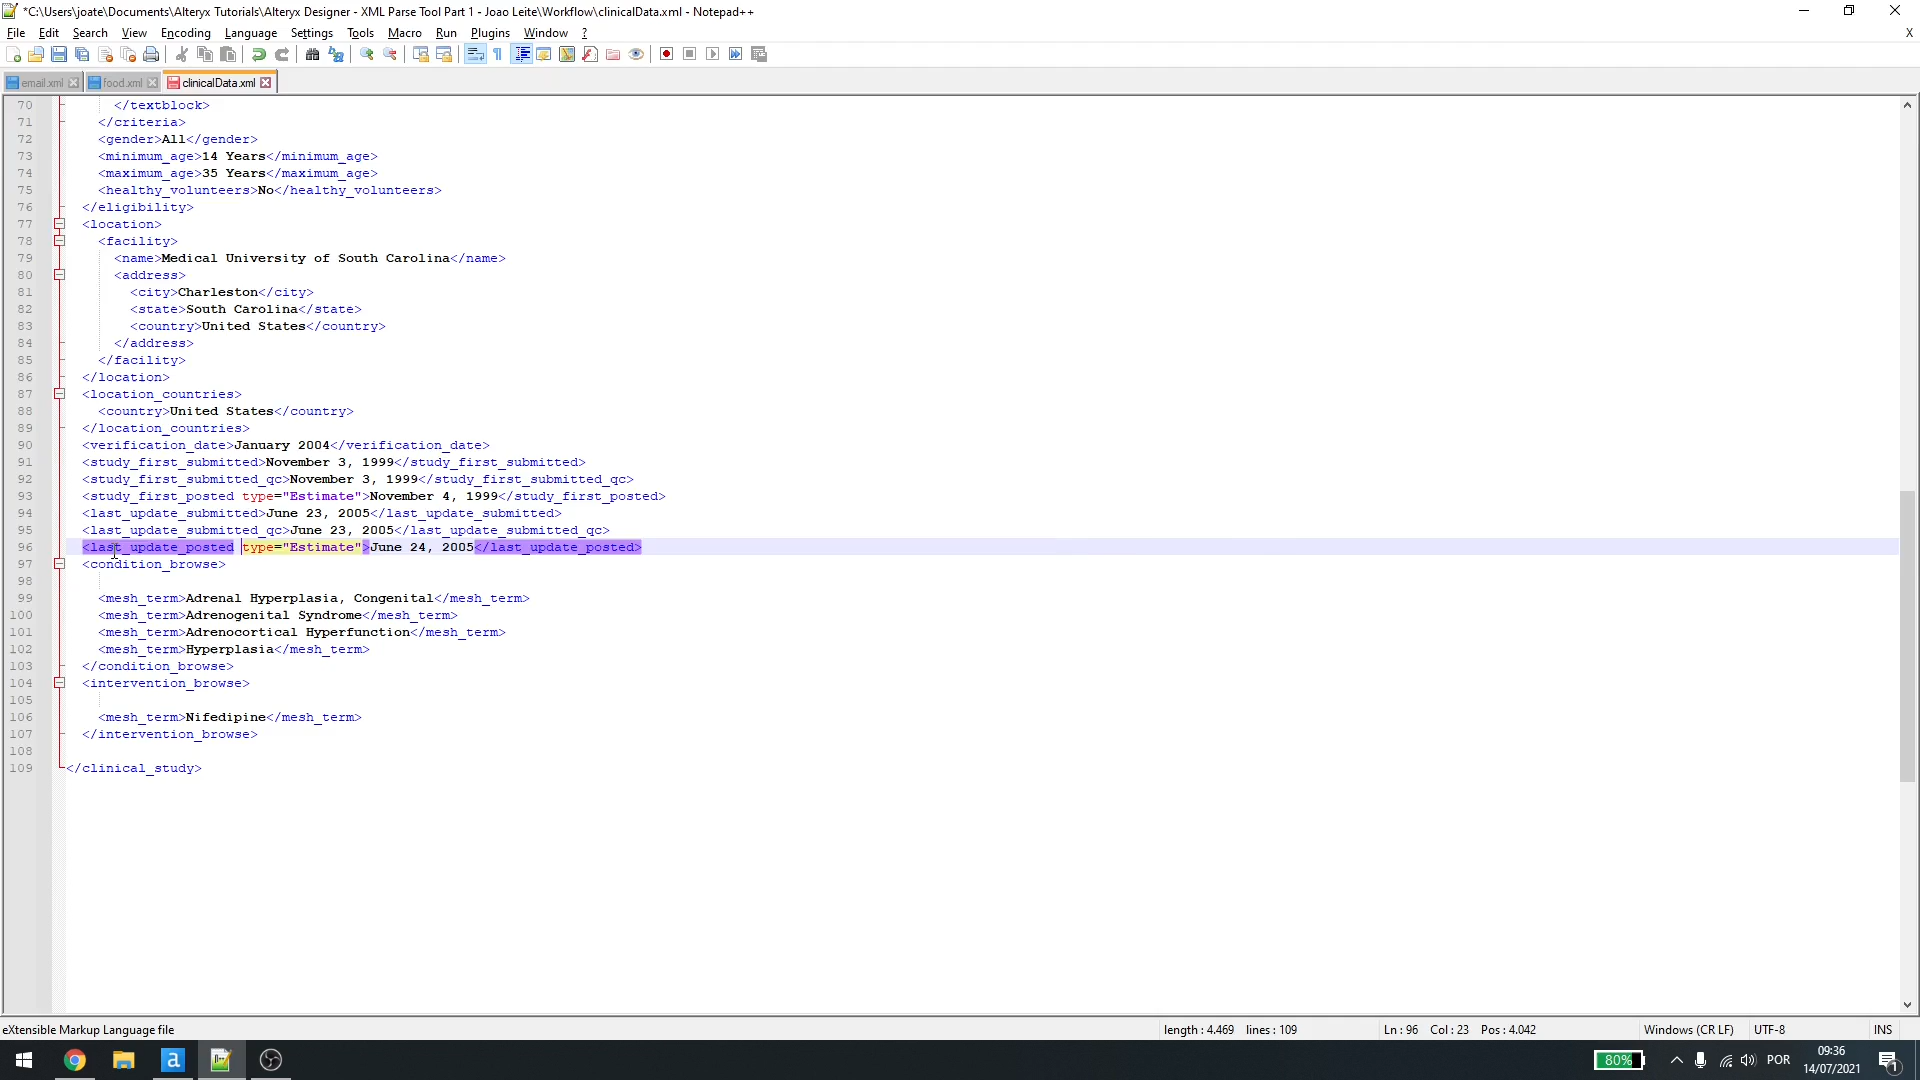 *C:\Users\joate\Documents\Alteryx Tutorials\Alteryx Designer - XML Parse Tool Part 1 - Joao Leite\Workflow\clinicalData.xml - Notepad++
File Edit Search View Encoding Language Settings Tools Macro Run Plugins Window ? X
email.xml food.xml clinicalData.xml
70 </textblock>
71 </criteria>
72 <gender>All</gender>
73 <minimum_age>14 Years</minimum_age>
74 <maximum_age>35 Years</maximum_age>
75 <healthy_volunteers>No</healthy_volunteers>
76 </eligibility>
77 <location>
78 <facility>
79 <name>Medical University of South Carolina</name>
80 <address>
81 <city>Charleston</city>
82 <state>South Carolina</state>
83 <country>United States</country>
84 </address>
85 </facility>
86 </location>
87 <location_countries>
88 <country>United States</country>
89 </location_countries>
90 <verification_date>January 2004</verification_date>
91 <study_first_submitted>November 3, 1999</study_first_submitted>
92 <study_first_submitted_qc>November 3, 1999</study_first_submitted_qc>
93 <study_first_posted type="Estimate">November 4, 1999</study_first_posted>
94 <last_update_submitted>June 23, 2005</last_update_submitted>
95 <last_update_submitted_qc>June 23, 2005</last_update_submitted_qc>
96 <last_update_posted type="Estimate">June 24, 2005</last_update_posted>
97 <condition_browse>
98
99 <mesh_term>Adrenal Hyperplasia, Congenital</mesh_term>
100 <mesh_term>Adrenogenital Syndrome</mesh_term>
101 <mesh_term>Adrenocortical Hyperfunction</mesh_term>
102 <mesh_term>Hyperplasia</mesh_term>
103 </condition_browse>
104 <intervention_browse>
105
106 <mesh_term>Nifedipine</mesh_term>
107 </intervention_browse>
108
109 </clinical_study>
eXtensible Markup Language file length : 4.469 lines : 109 Ln : 96 Col : 23 Pos : 4.042 Windows (CR LF) UTF-8 INS
80% POR 09:36
14/07/2021 1